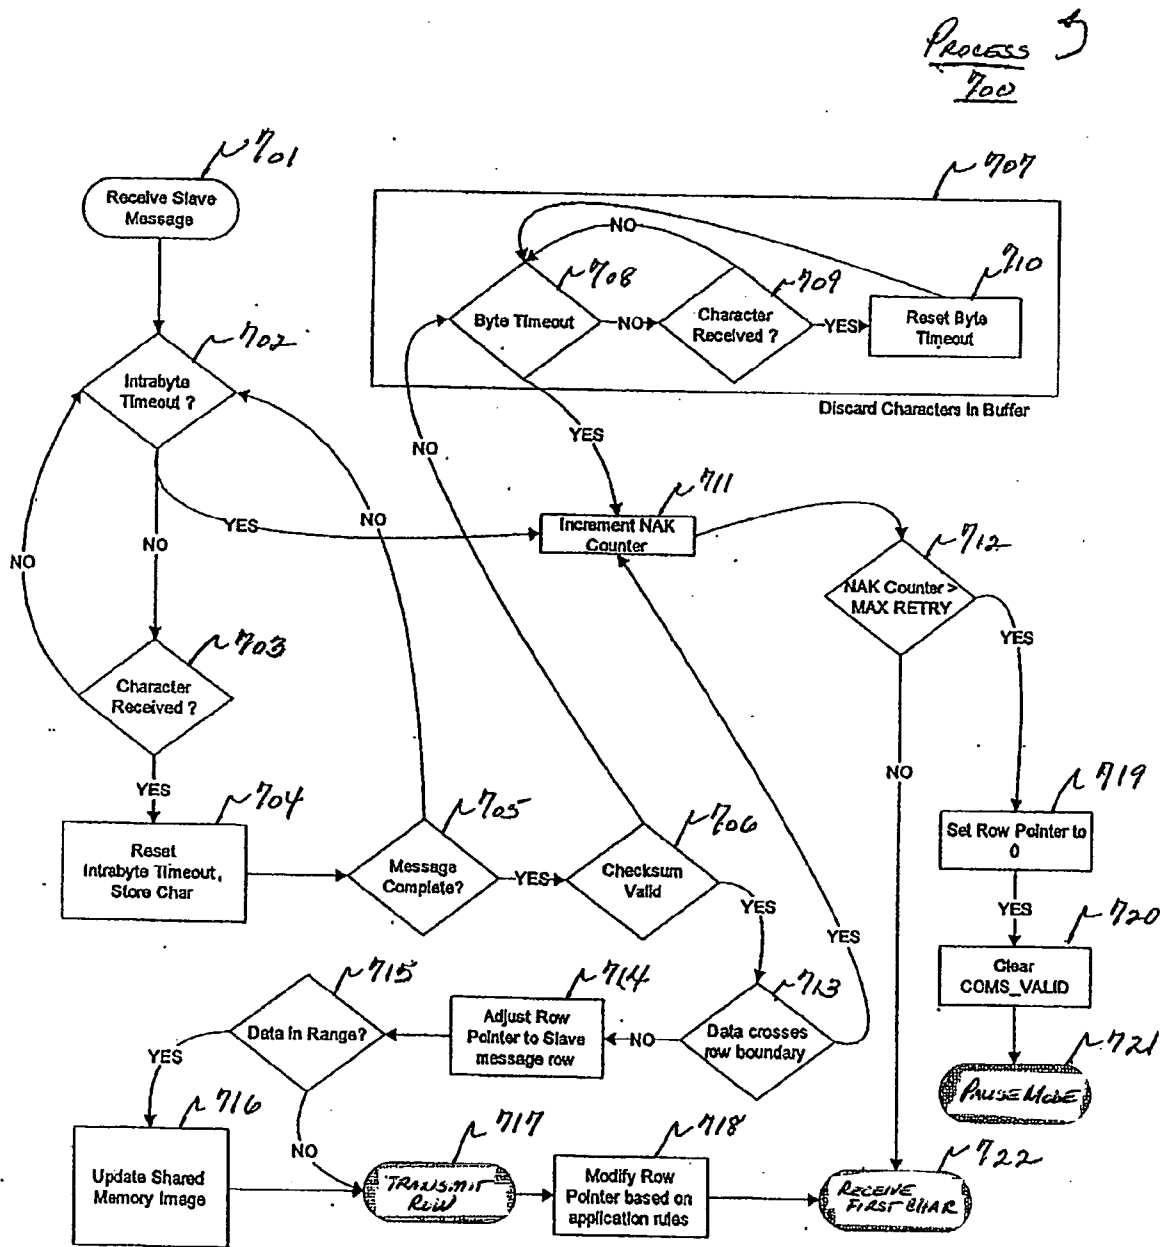 PROCESS
700
701
Receive Slave
Message
707
NO
708
709
710
Byte Timeout
NO
Character
Received ?
YES
Reset Byte
Timeout
Discard Characters In Buffer
702
Intrabyte
Timeout ?
NO
YES
711
NO
YES
Increment NAK
Counter
712
NO
NO
NAK Counter >
MAX RETRY
YES
703
Character
Received ?
NO
YES
719
704
Reset
Intrabyte Timeout,
Store Char
705
Message
Complete?
YES
706
Checksum
Valid
YES
Set Row Pointer to
0
YES
YES
720
Clear
COMS_VALID
715
Data In Range?
714
Adjust Row
Pointer to Slave
message row
NO
713
Data crosses
row boundary
YES
721
PAUSE MODE
716
Update Shared
Memory Image
NO
717
TRANSMIT
ROW
718
Modify Row
Pointer based on
application rules
722
RECEIVE
FIRST CHAR